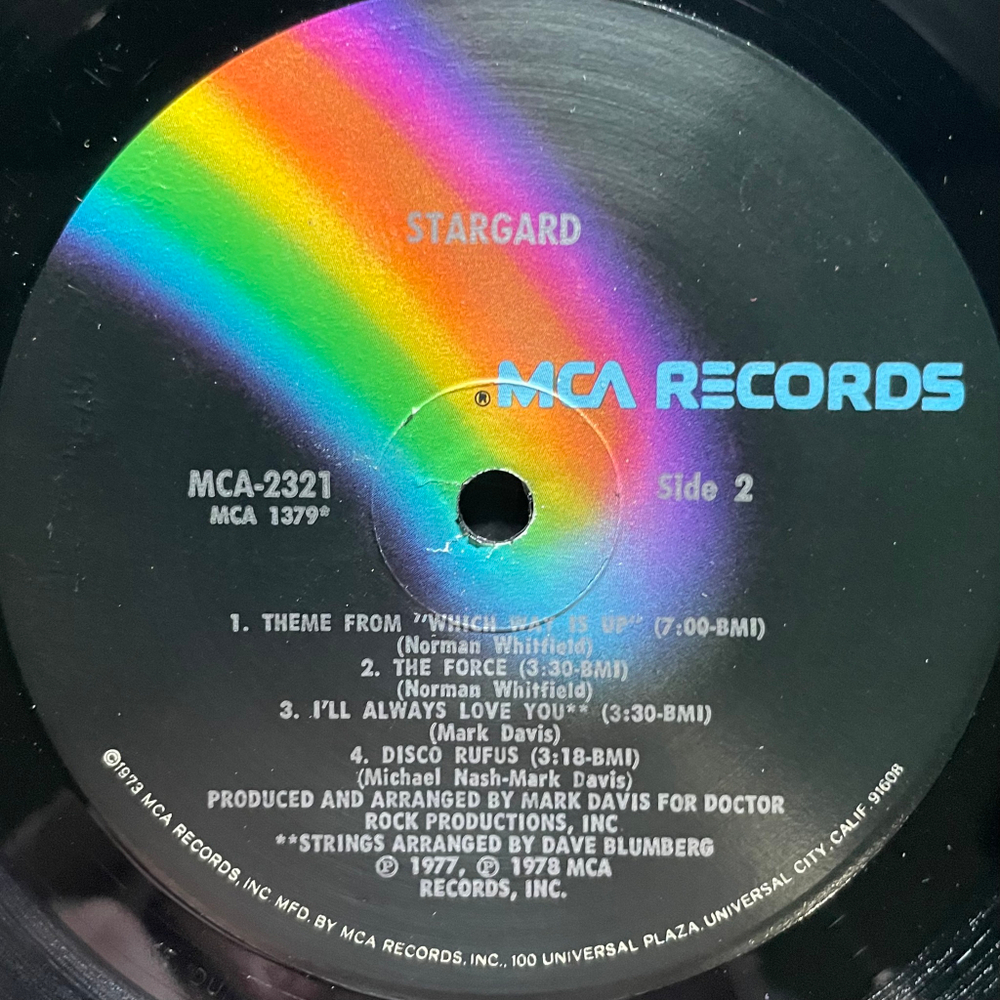 STARGARD
® MCA RECORDS
MCA-2321
MCA 1379*
Side 2
1. THEME FROM "WHICH WAY IS UP" (7:00-BMI)
(Norman Whitfield)
2. THE FORCE (3:30-BMI)
(Norman Whitfield)
3. I'LL ALWAYS LOVE YOU** (3:30-BMI)
(Mark Davis)
4. DISCO RUFUS (3:18-BMI)
(Michael Nash-Mark Davis)
PRODUCED AND ARRANGED BY MARK DAVIS FOR DOCTOR
ROCK PRODUCTIONS, INC
**STRINGS ARRANGED BY DAVE BLUMBERG
℗ 1977, ℗ 1978 MCA
RECORDS, INC.
©1973 MCA RECORDS, INC. MFD. BY MCA RECORDS, INC., 100 UNIVERSAL PLAZA, UNIVERSAL CITY, CALIF. 91608